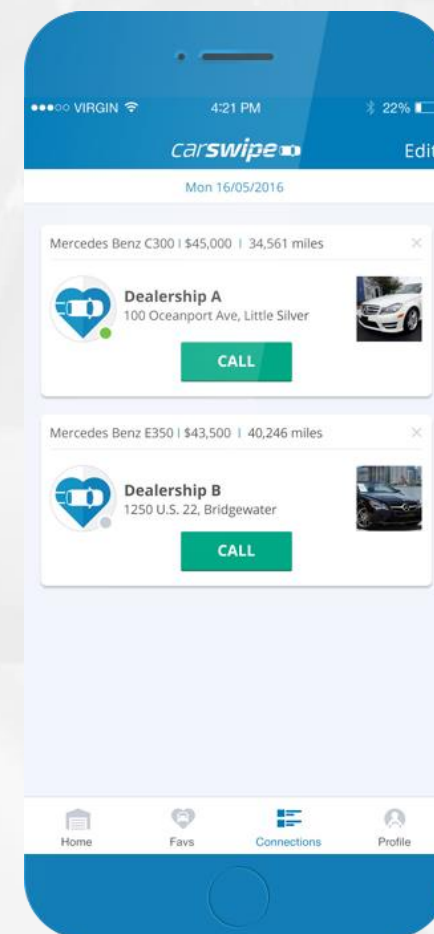 VIRGIN 4:21 PM 22%
carswipe Edit
Mon 16/05/2016
Mercedes Benz C300 | $45,000 | 34,561 miles
Dealership A
100 Oceanport Ave, Little Silver
CALL
Mercedes Benz E350 | $43,500 | 40,246 miles
Dealership B
1250 U.S. 22, Bridgewater
CALL
Home Favs Connections Profile